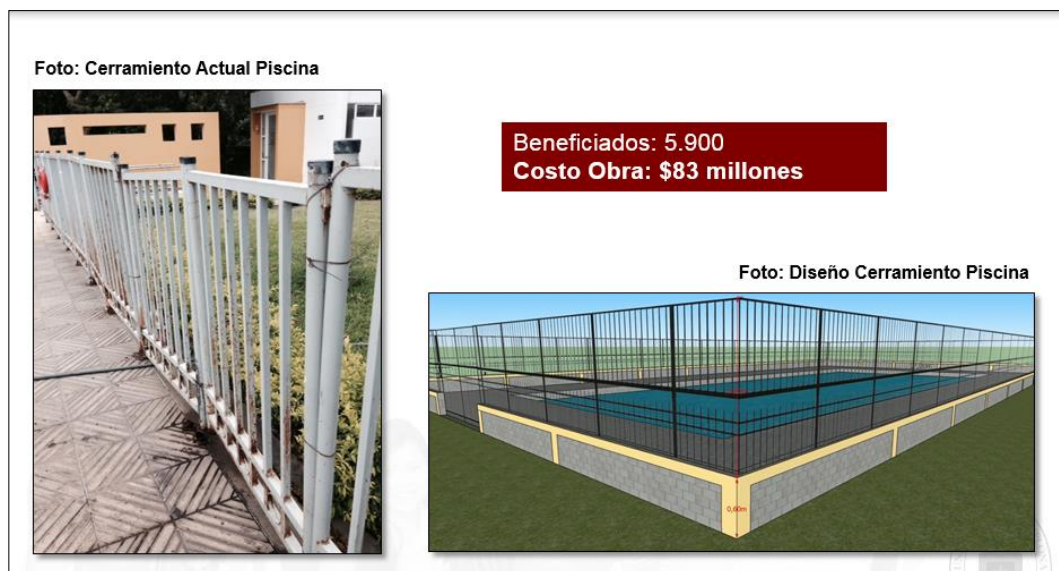 Foto: Cerramiento Actual Piscina
Beneficiados: 5.900
Costo Obra: $83 millones
Foto: Diseño Cerramiento Piscina
0,60m